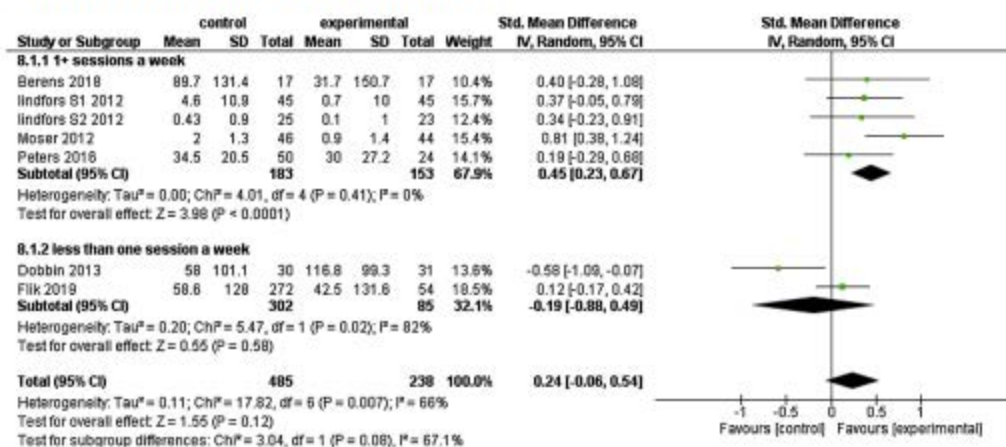 control experimental Std. Mean Difference Std. Mean Difference
Study or Subgroup Mean SD Total Mean SD Total Weight IV, Random, 95% CI IV, Random, 95% CI
8.1.1 1+ sessions a week
Berens 2018 89.7 131.4 17 31.7 150.7 17 10.4% 0.40 [-0.28, 1.08]
lindfors S1 2012 4.6 10.9 45 0.7 10 45 15.7% 0.37 [-0.05, 0.79]
lindfors S2 2012 0.43 0.9 25 0.1 1 23 12.4% 0.34 [-0.23, 0.91]
Moser 2012 2 1.3 46 0.9 1.4 44 15.4% 0.81 [0.38, 1.24]
Peters 2016 34.5 20.5 50 30 27.2 24 14.1% 0.19 [-0.29, 0.68]
Subtotal (95% CI) 183 153 67.9% 0.45 [0.23, 0.67]
Heterogeneity: Tau² = 0.00; Chi² = 4.01, df = 4 (P = 0.41); I² = 0%
Test for overall effect: Z = 3.98 (P < 0.0001)
8.1.2 less than one session a week
Dobbin 2013 58 101.1 30 116.8 99.3 31 13.6% -0.58 [-1.09, -0.07]
Flik 2019 58.6 128 272 42.5 131.6 54 18.5% 0.12 [-0.17, 0.42]
Subtotal (95% CI) 302 85 32.1% -0.19 [-0.88, 0.49]
Heterogeneity: Tau² = 0.20; Chi² = 5.47, df = 1 (P = 0.02); I² = 82%
Test for overall effect: Z = 0.55 (P = 0.58)
Total (95% CI) 485 238 100.0% 0.24 [-0.06, 0.54]
Heterogeneity: Tau² = 0.11; Chi² = 17.82, df = 6 (P = 0.007); I² = 66%
Test for overall effect: Z = 1.55 (P = 0.12)
Test for subgroup differences: Chi² = 3.04, df = 1 (P = 0.08), I² = 67.1%
-1 -0.5 0 0.5 1
Favours [control] Favours [experimental]